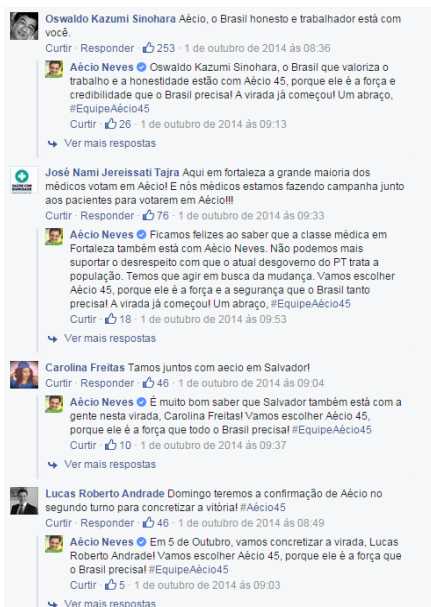 Oswaldo Kazumi Sinohara Aécio, o Brasil honesto e trabalhador está com
você.
Curtir · Responder · 253 · 1 de outubro de 2014 às 08:36
Aécio Neves Oswaldo Kazumi Sinohara, o Brasil que valoriza o
trabalho e a honestidade estão com Aécio 45, porque ele é a força e
credibilidade que o Brasil precisa! A virada já começou! Um abraço,
#EquipeAécio45
Curtir · 26 · 1 de outubro de 2014 às 09:13
Ver mais respostas
José Nami Jereissati Tajra Aqui em fortaleza a grande maioria dos
médicos votam em Aécio! E nós médicos estamos fazendo campanha junto
aos pacientes para votarem em Aécio!!!
Curtir · Responder · 76 · 1 de outubro de 2014 às 09:33
Aécio Neves Ficamos felizes ao saber que a classe médica em
Fortaleza também está com Aécio Neves. Não podemos mais
suportar o desrespeito com que o atual desgoverno do PT trata a
população. Temos que agir em busca da mudança. Vamos escolher
Aécio 45, porque ele é a força e a segurança que o Brasil tanto
precisa! A virada já começou! Um abraço, #EquipeAécio45
Curtir · 18 · 1 de outubro de 2014 às 09:53
Ver mais respostas
Carolina Freitas Tamos juntos com aecio em Salvador!
Curtir · Responder · 46 · 1 de outubro de 2014 às 09:04
Aécio Neves É muito bom saber que Salvador também está com a
gente nesta virada, Carolina Freitas! Vamos escolher Aécio 45,
porque ele é a força que todo o Brasil precisa! #EquipeAécio45
Curtir · 10 · 1 de outubro de 2014 às 09:37
Ver mais respostas
Lucas Roberto Andrade Domingo teremos a confirmação de Aécio no
segundo turno para concretizar a vitória! #Aécio45
Curtir · Responder · 46 · 1 de outubro de 2014 às 08:49
Aécio Neves Em 5 de Outubro, vamos concretizar a virada, Lucas
Roberto Andrade! Vamos escolher Aécio 45, porque ele é a força que
o Brasil precisa! #EquipeAécio45
Curtir · 5 · 1 de outubro de 2014 às 09:03
Ver mais respostas